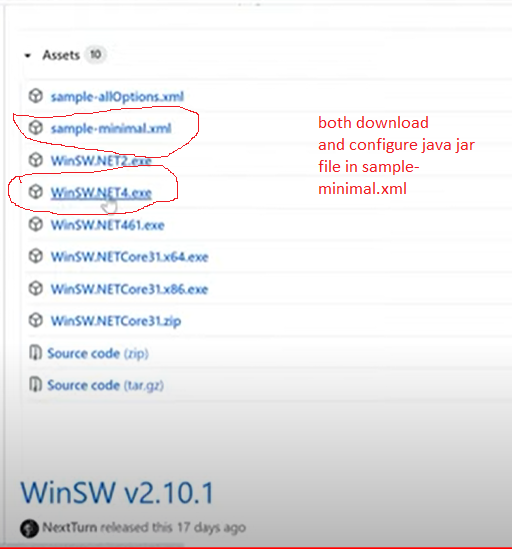 Assets 10
sample-allOptions.xml
sample-minimal.xml
WinSW.NET2.exe
WinSW.NET4.exe
WinSW.NET461.exe
WinSW.NETCore31.x64.exe
WinSW.NETCore31.x86.exe
WinSW.NETCore31.zip
Source code (zip)
Source code (tar.gz)
both download
and configure java jar
file in sample-
minimal.xml
WinSW v2.10.1
NextTurn released this 17 days ago